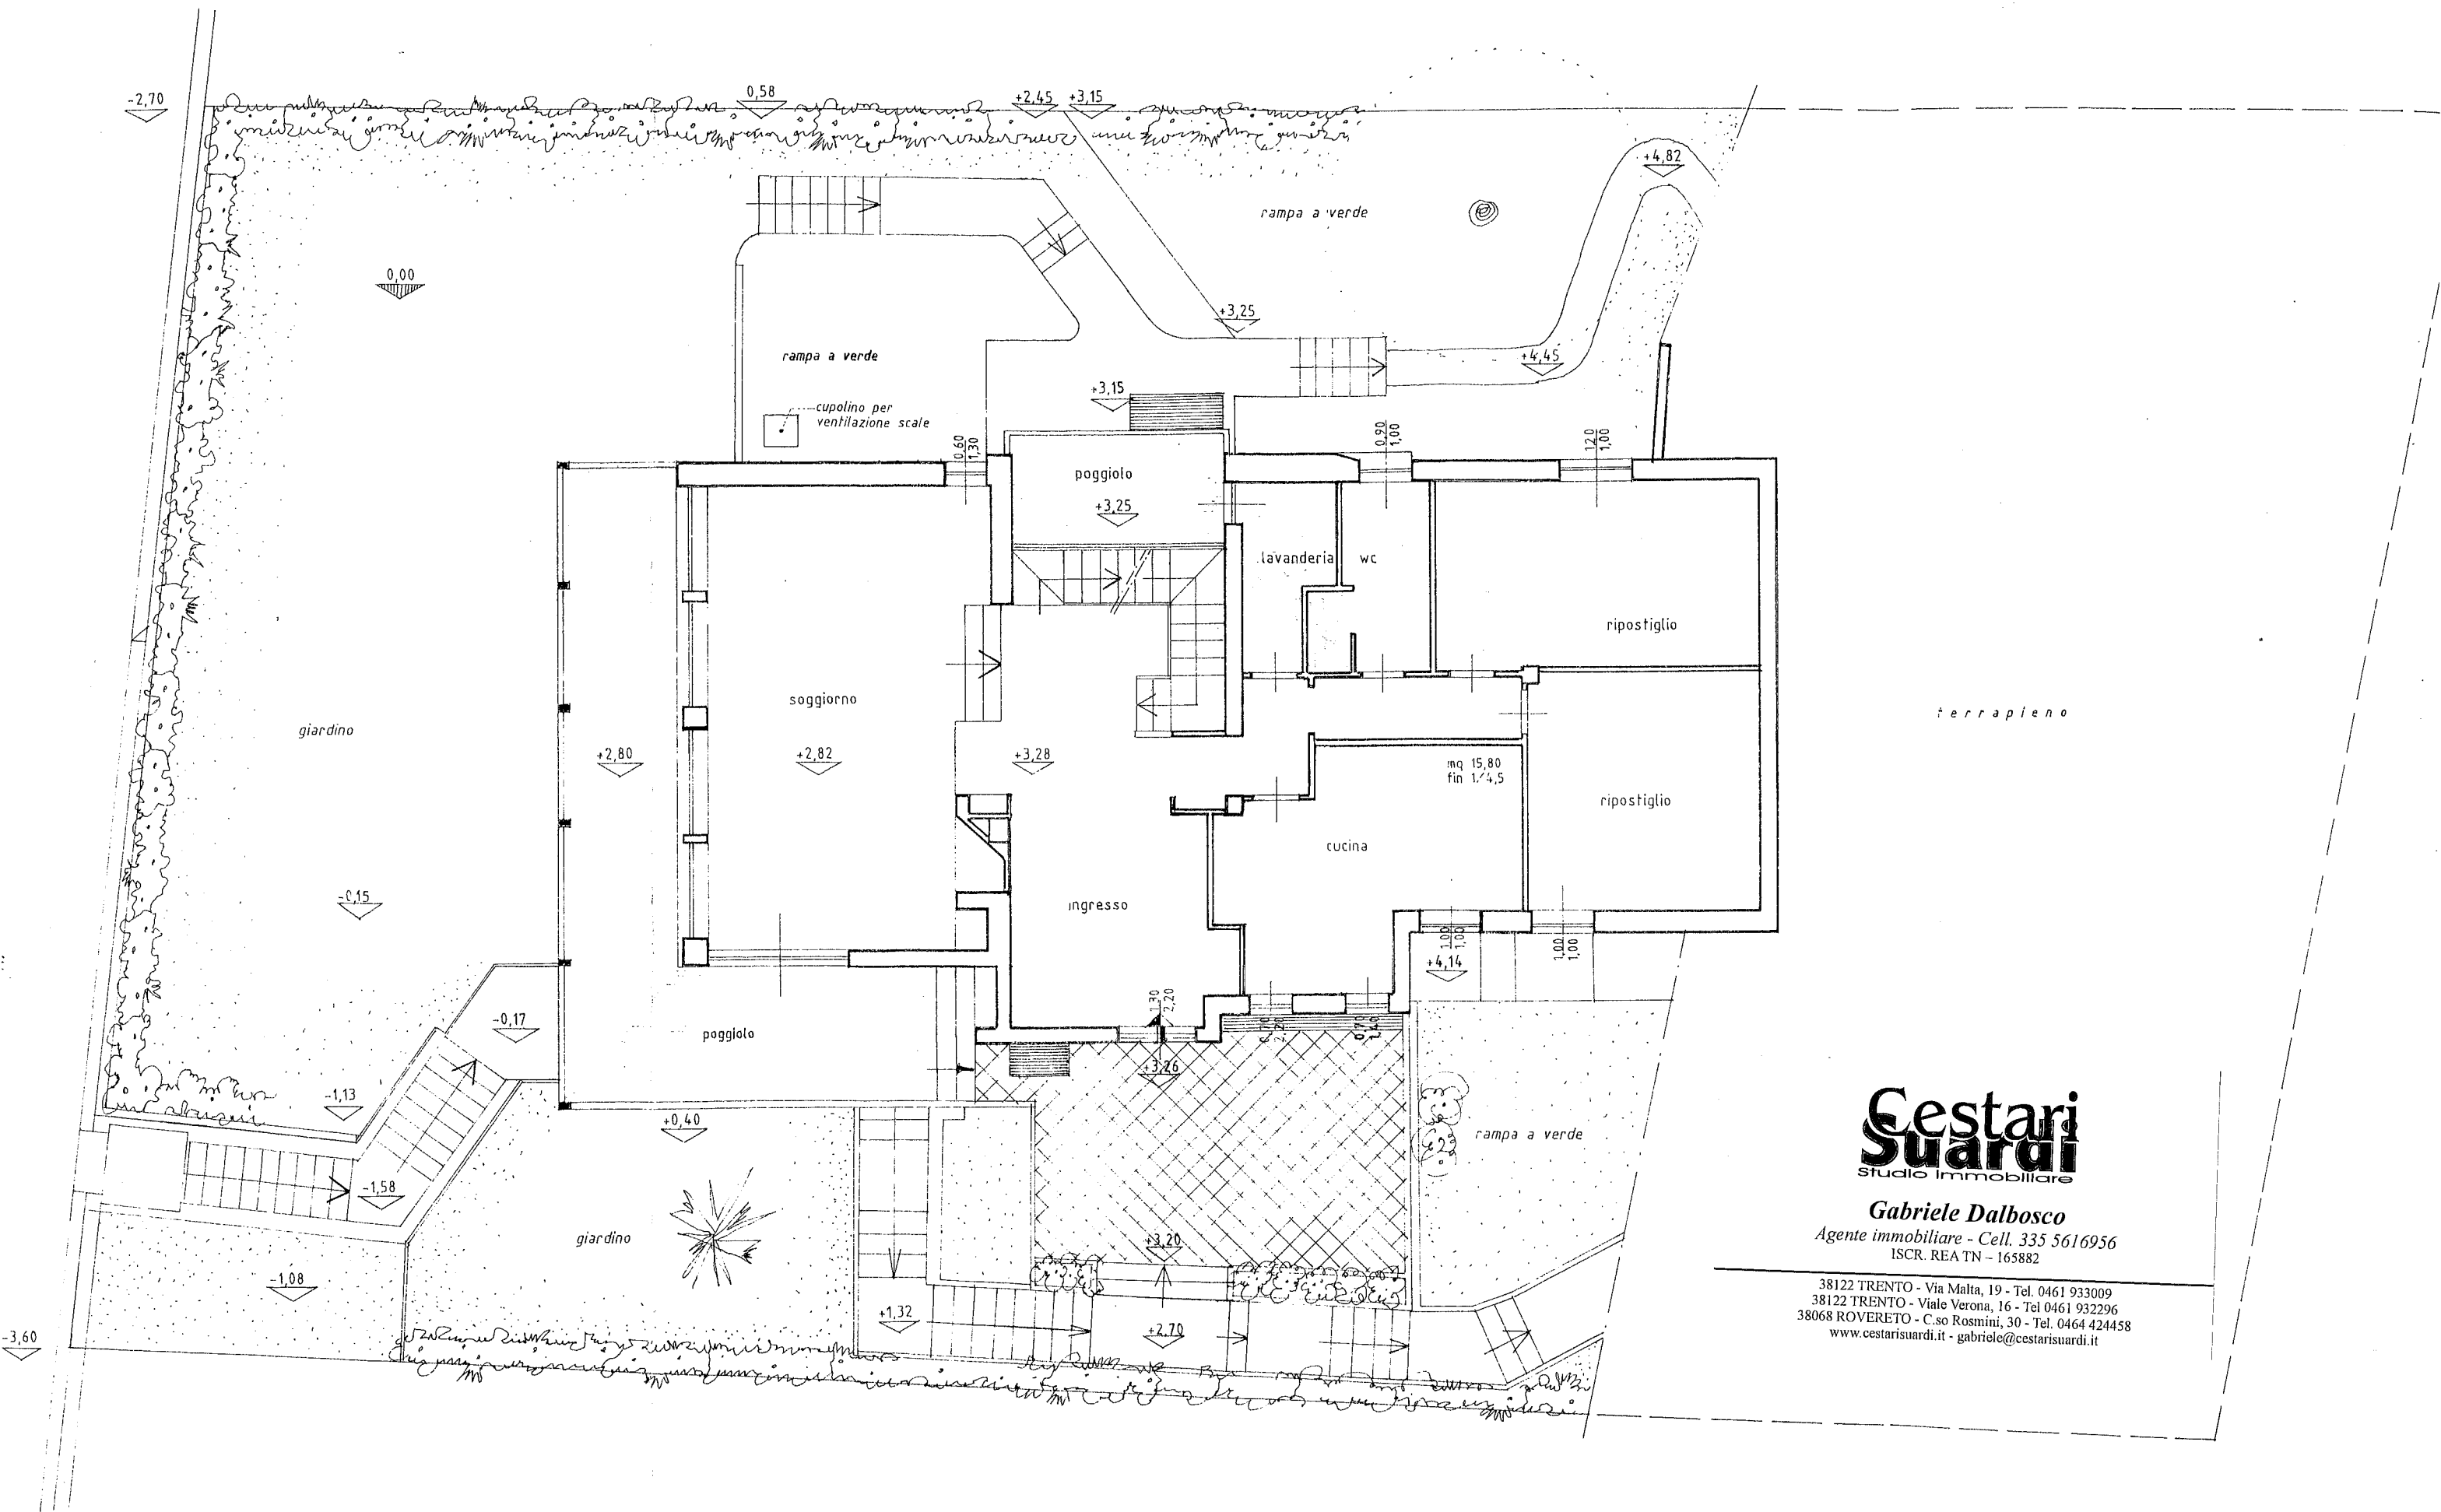 -2,70
0,58
+2,45
+3,15
+4,82
rampa a verde
0,00
+3,25
rampa a verde
+4,45
+3,15
cupolino per
ventilazione scale
0,60
1,30
0,90
1,00
1,20
1,00
poggiolo
+3,25
lavanderia
wc
ripostiglio
soggiorno
giardino
terrapieno
+2,80
+2,82
+3,28
mq 15,80
fin 1/4,5
ripostiglio
cucina
-0,15
ingresso
1,00
1,00
1,00
1,00
+4,14
-0,17
poggiolo
1,30
2,20
+3,26
-1,13
+0,40
rampa a verde
-1,58
giardino
+3,20
-1,08
+1,32
+2,70
-3,60
Cestari
Suardi
Studio Immobiliare
Gabriele Dalbosco
Agente immobiliare - Cell. 335 5616956
ISCR. REA TN – 165882
38122 TRENTO - Via Malta, 19 - Tel. 0461 933009
38122 TRENTO - Viale Verona, 16 - Tel 0461 932296
38068 ROVERETO - C.so Rosmini, 30 - Tel. 0464 424458
www.cestarisuardi.it - gabriele@cestarisuardi.it